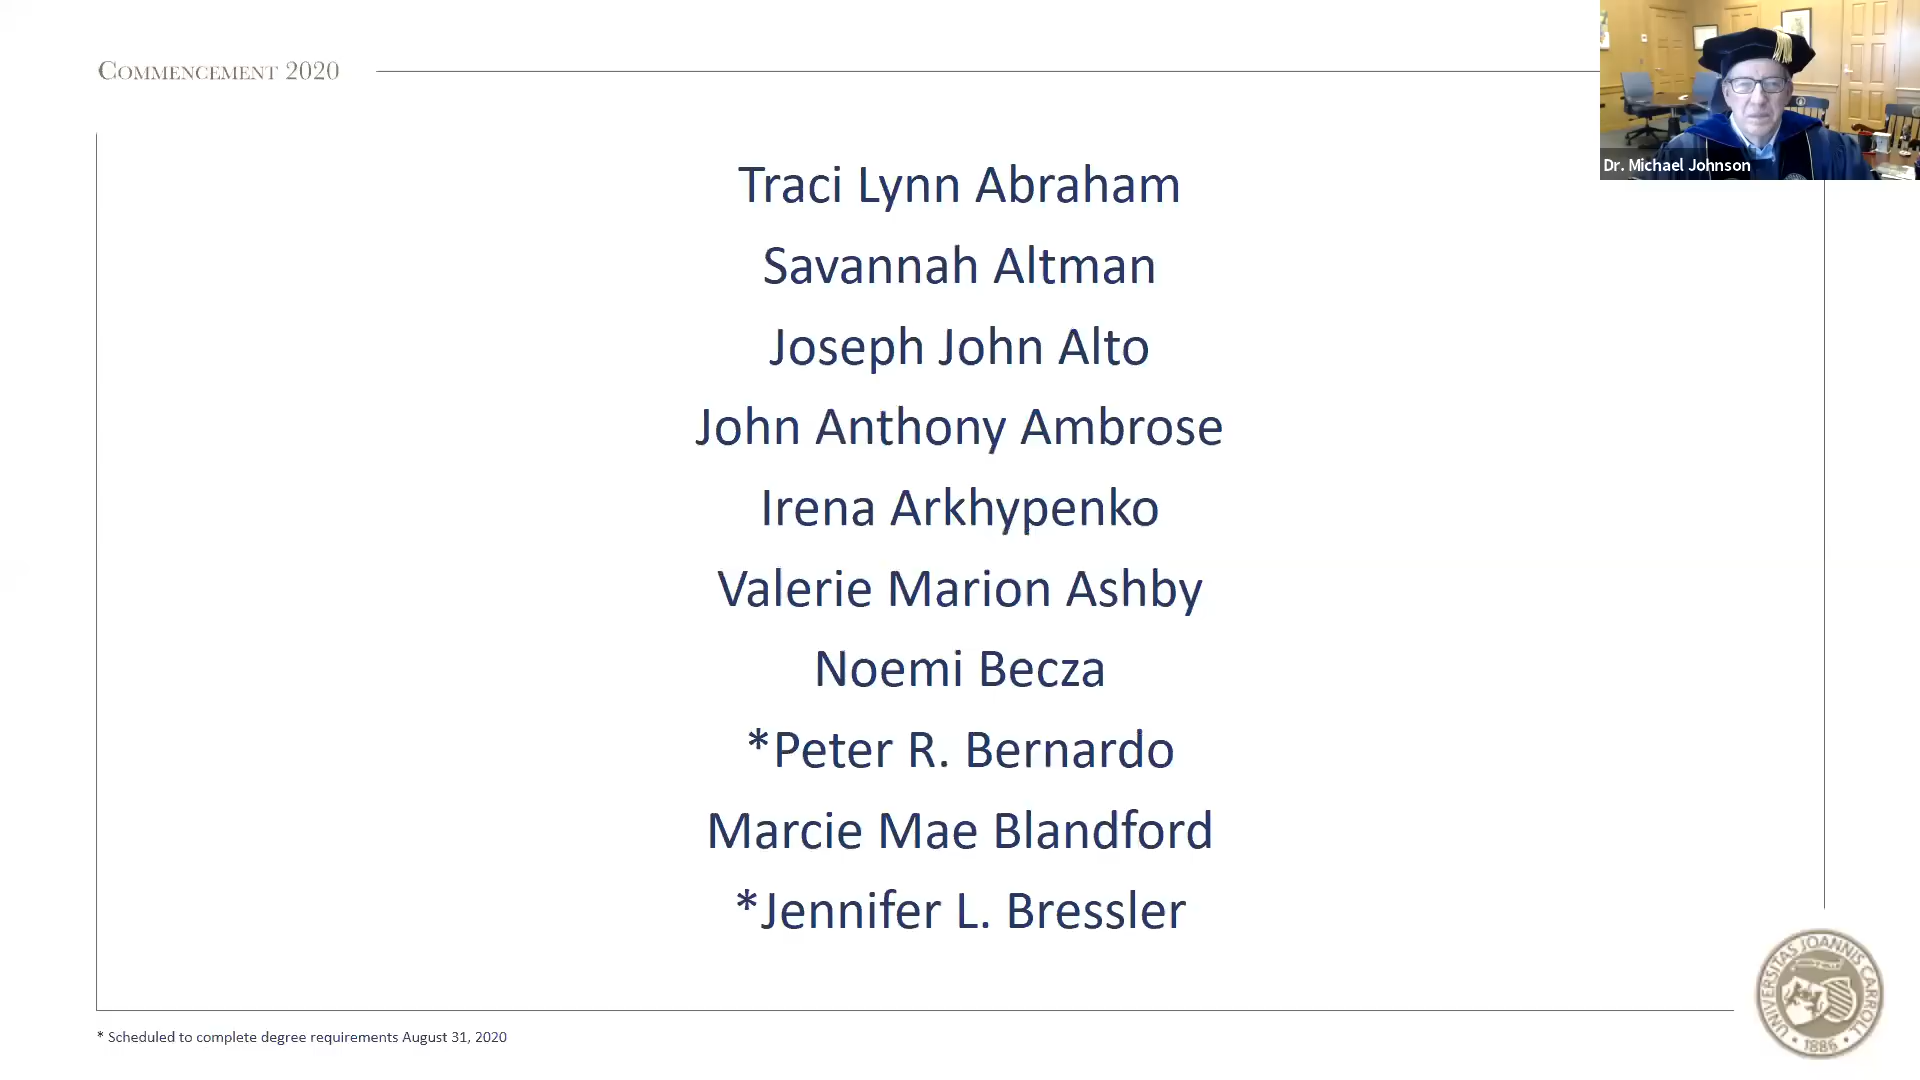 COMMENCEMENT 2020
Dr. Michael Johnson
Traci Lynn Abraham
Savannah Altman
Joseph John Alto
John Anthony Ambrose
Irena Arkhypenko
Valerie Marion Ashby
Noemi Becza
*Peter R. Bernardo
Marcie Mae Blandford
*Jennifer L. Bressler
UNIVERSITAS JOANNIS CARROLL
• 1886 •
* Scheduled to complete degree requirements August 31, 2020